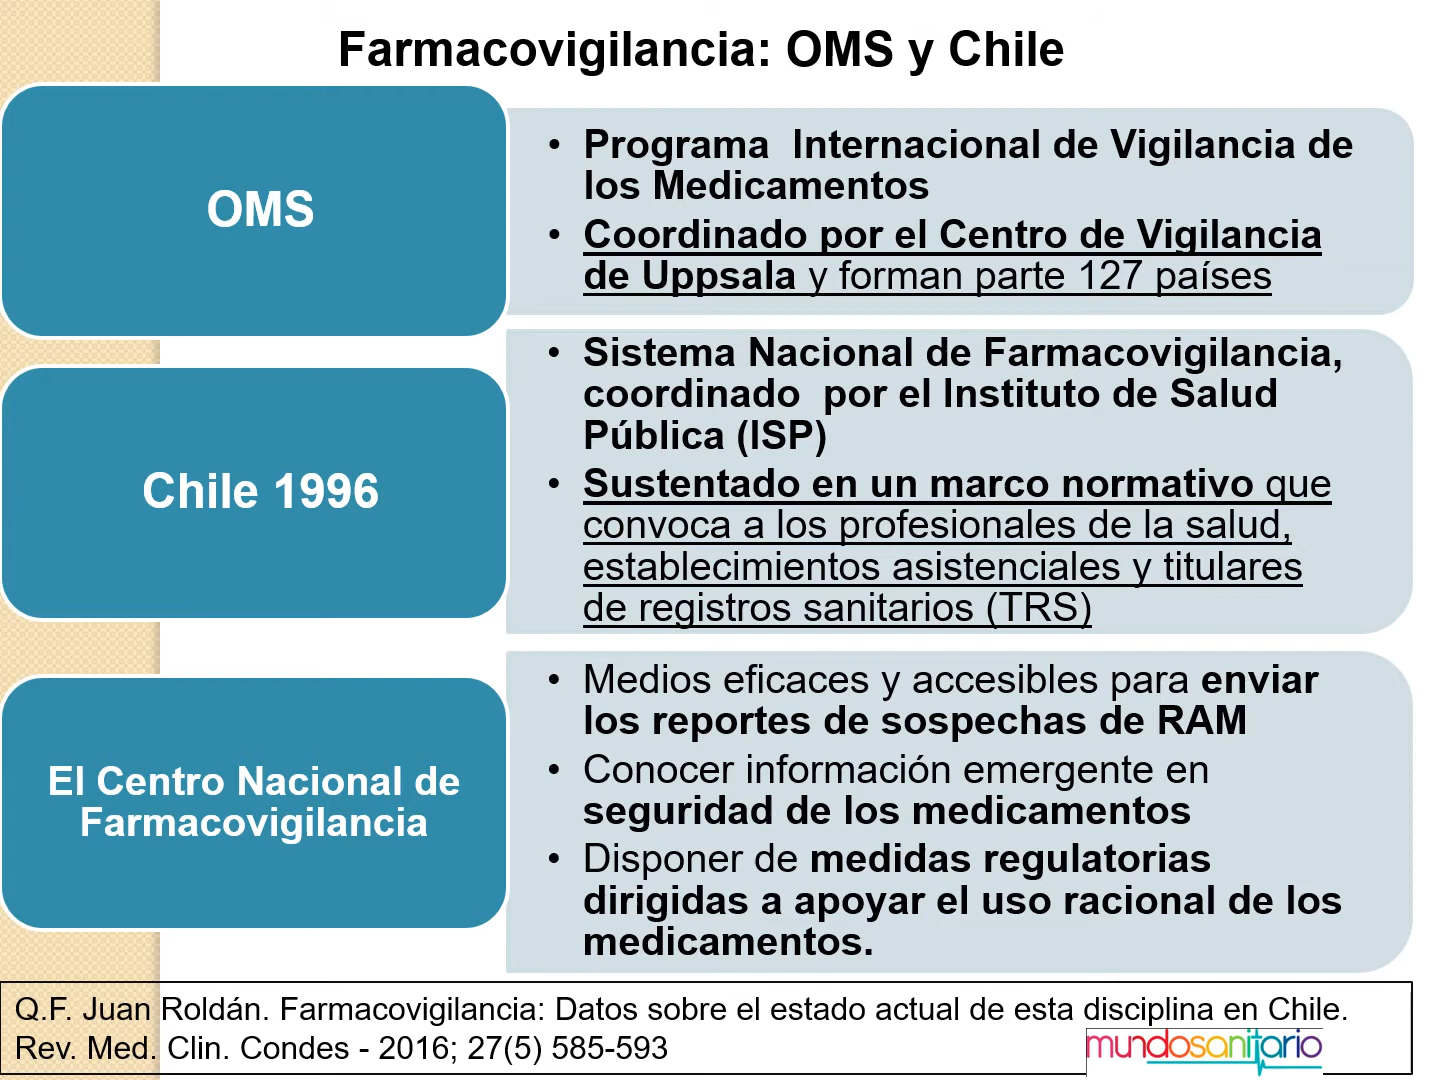 Farmacovigilancia: OMS y Chile
OMS
• Programa  Internacional de Vigilancia de
los Medicamentos
• Coordinado por el Centro de Vigilancia
de Uppsala y forman parte 127 países
Chile 1996
• Sistema Nacional de Farmacovigilancia,
coordinado  por el Instituto de Salud
Pública (ISP)
• Sustentado en un marco normativo que
convoca a los profesionales de la salud,
establecimientos asistenciales y titulares
de registros sanitarios (TRS)
El Centro Nacional de
Farmacovigilancia
• Medios eficaces y accesibles para enviar
los reportes de sospechas de RAM
• Conocer información emergente en
seguridad de los medicamentos
• Disponer de medidas regulatorias
dirigidas a apoyar el uso racional de los
medicamentos.
Q.F. Juan Roldán. Farmacovigilancia: Datos sobre el estado actual de esta disciplina en Chile.
Rev. Med. Clin. Condes - 2016; 27(5) 585-593
mundosanitario